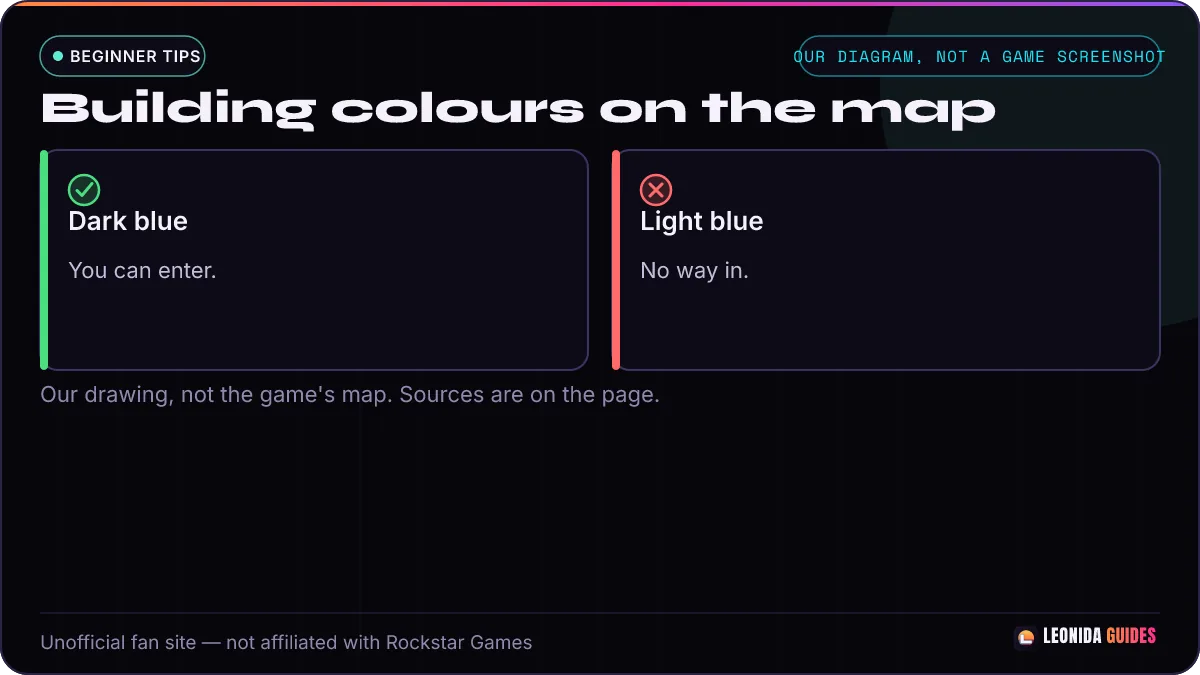 BEGINNER TIPS
OUR DIAGRAM, NOT A GAME SCREENSHOT
Building colours on the map
Dark blue
You can enter.
Light blue
No way in.
Our drawing, not the game's map. Sources are on the page.
Unofficial fan site — not affiliated with Rockstar Games
LEONIDA GUIDES